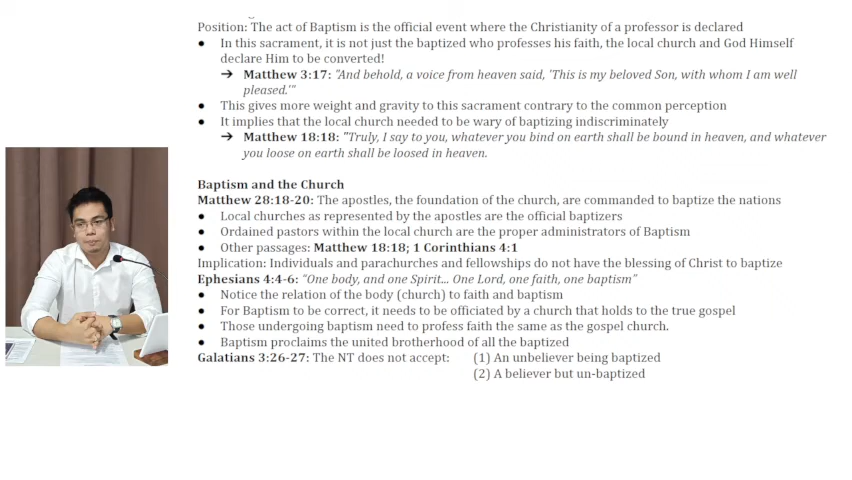 Position: The act of Baptism is the official event where the Christianity of a professor is declared
● In this sacrament, it is not just the baptized who professes his faith, the local church and God Himself
declare Him to be converted!
➔ Matthew 3:17: "And behold, a voice from heaven said, 'This is my beloved Son, with whom I am well
pleased.'"
● This gives more weight and gravity to this sacrament contrary to the common perception
● It implies that the local church needed to be wary of baptizing indiscriminately
➔ Matthew 18:18: "Truly, I say to you, whatever you bind on earth shall be bound in heaven, and whatever
you loose on earth shall be loosed in heaven.
Baptism and the Church
Matthew 28:18-20: The apostles, the foundation of the church, are commanded to baptize the nations
● Local churches as represented by the apostles are the official baptizers
● Ordained pastors within the local church are the proper administrators of Baptism
● Other passages: Matthew 18:18; 1 Corinthians 4:1
Implication: Individuals and parachurches and fellowships do not have the blessing of Christ to baptize
Ephesians 4:4-6: "One body, and one Spirit... One Lord, one faith, one baptism"
● Notice the relation of the body (church) to faith and baptism
● For Baptism to be correct, it needs to be officiated by a church that holds to the true gospel
● Those undergoing baptism need to profess faith the same as the gospel church.
● Baptism proclaims the united brotherhood of all the baptized
Galatians 3:26-27: The NT does not accept: (1) An unbeliever being baptized
(2) A believer but un-baptized